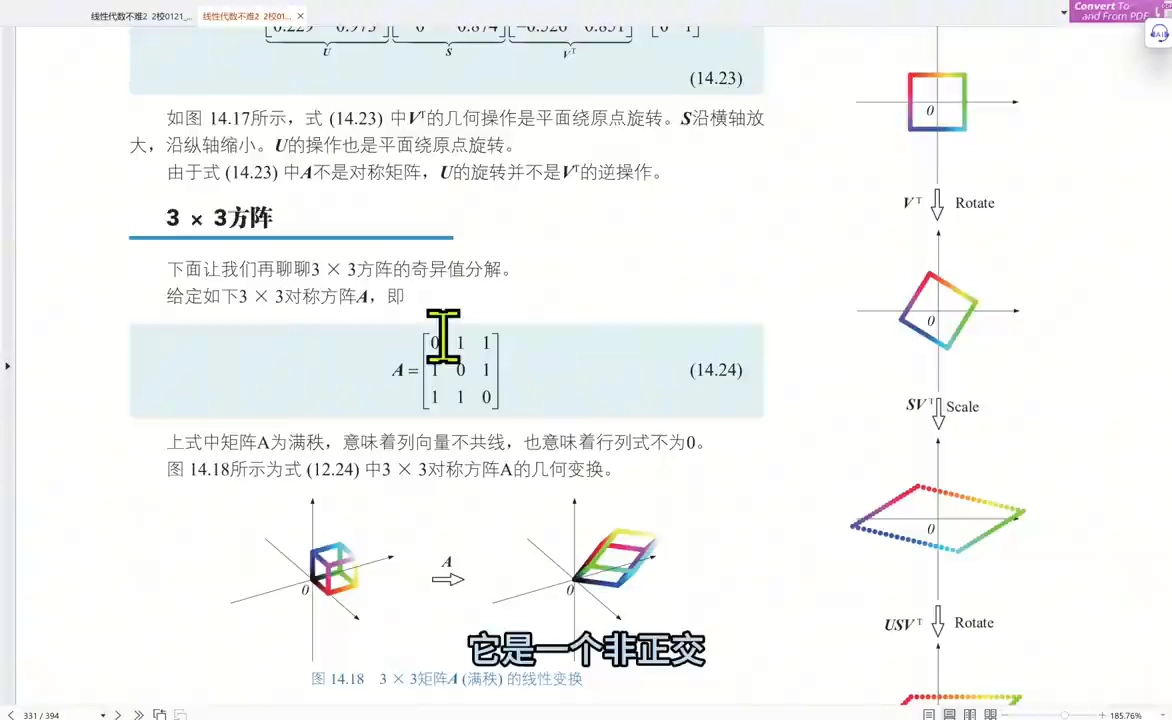 线性代数不难2 2校0121_...
线性代数不难2 2校01...
Convert To
and From PDF
U
S
Vᵀ
(14.23)
如图 14.17所示，式 (14.23) 中Vᵀ的几何操作是平面绕原点旋转。S沿横轴放
大，沿纵轴缩小。U的操作也是平面绕原点旋转。
由于式 (14.23) 中A不是对称矩阵，U的旋转并不是Vᵀ的逆操作。
3 × 3方阵
下面让我们再聊聊3 × 3方阵的奇异值分解。
给定如下3 × 3对称方阵A，即
0 1 1
A = 1 0 1 (14.24)
1 1 0
上式中矩阵A为满秩，意味着列向量不共线，也意味着行列式不为0。
图 14.18所示为式 (12.24) 中3 × 3对称方阵A的几何变换。
0
A
0
它是一个非正交
图 14.18 3 × 3矩阵A (满秩) 的线性变换
0
Vᵀ Rotate
0
SVᵀ Scale
0
USVᵀ Rotate
331 / 394
185.76%